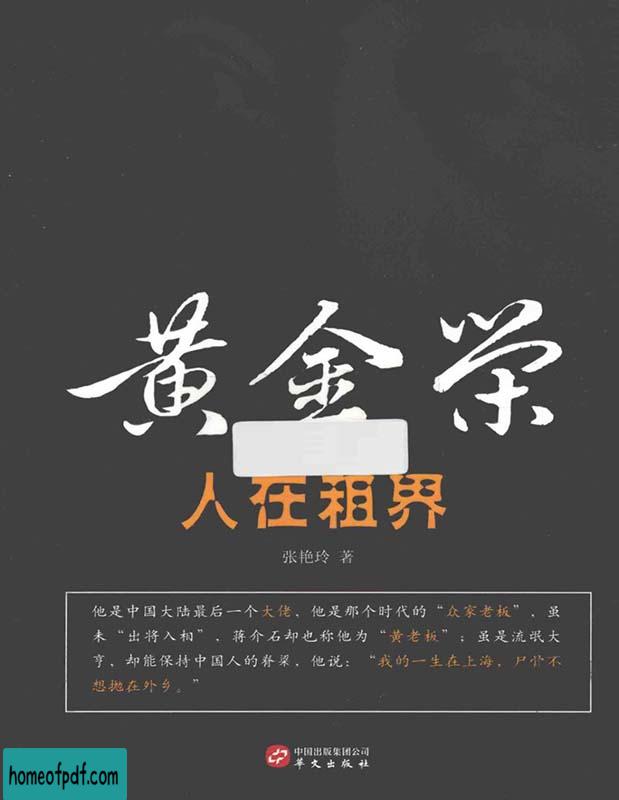 黄金荣
人在租界
张艳玲 著
他是中国大陆最后一个大佬，他是那个时代的“众家老板”，虽
未“出将入相”，蒋介石却也称他为“黄老板”；虽是流氓大
亨，却能保持中国人的脊梁，他说：“我的一生在上海，尸骨不
想抛在外乡。”
中国出版集团公司
华文出版社
homeofpdf.com